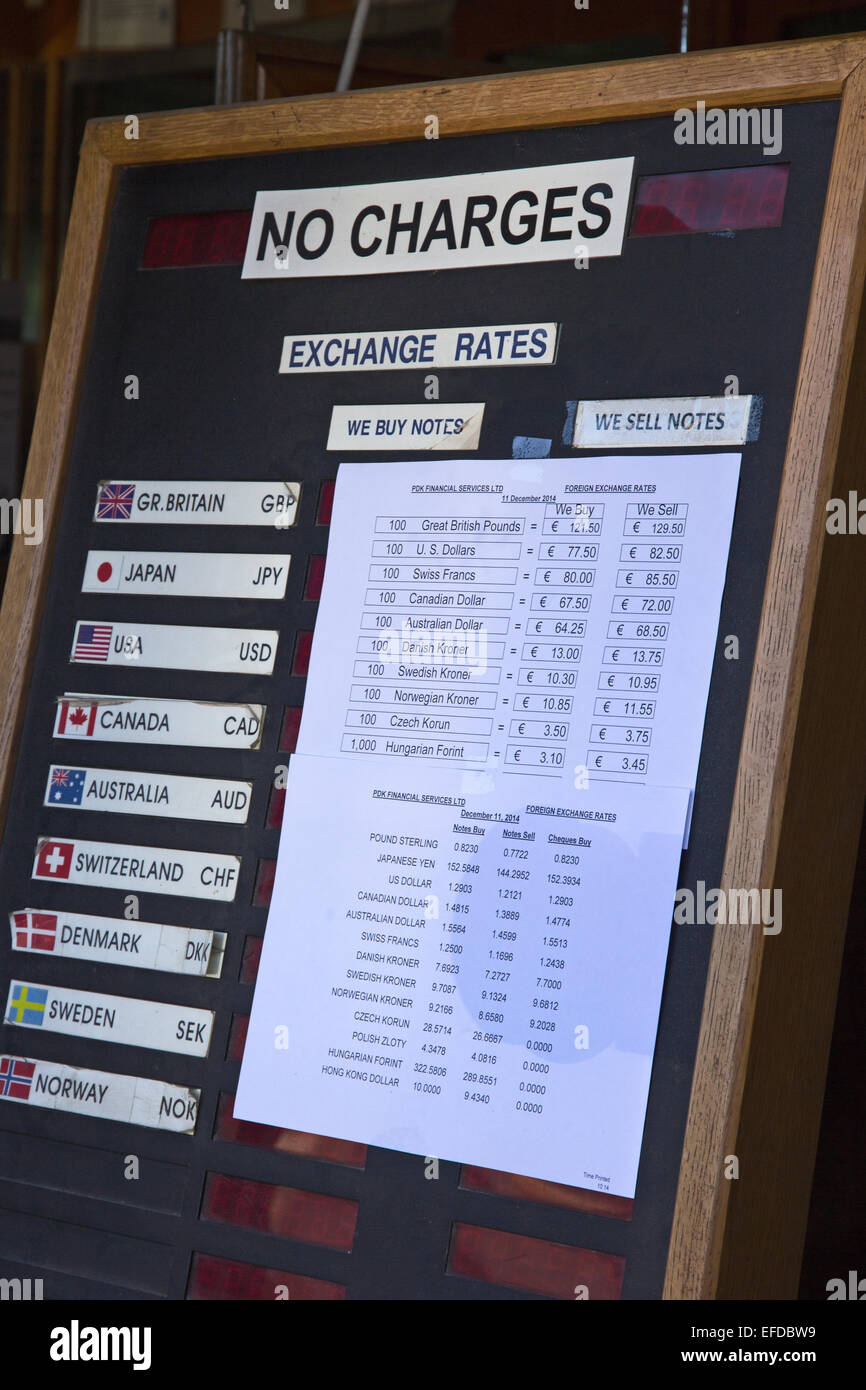 NO CHARGES
EXCHANGE RATES
WE BUY NOTES WE SELL NOTES
GR.BRITAIN GBP
JAPAN JPY
USA USD
CANADA CAD
AUSTRALIA AUD
SWITZERLAND CHF
DENMARK DKK
SWEDEN SEK
NORWAY NOK
PDK FINANCIAL SERVICES LTD FOREIGN EXCHANGE RATES
11 December 2014
We Buy We Sell
100 Great British Pounds = € 121.50 € 129.50
100 U. S. Dollars = € 77.50 € 82.50
100 Swiss Francs = € 80.00 € 85.50
100 Canadian Dollar = € 67.50 € 72.00
100 Australian Dollar = € 64.25 € 68.50
100 Danish Kroner = € 13.00 € 13.75
100 Swedish Kroner = € 10.30 € 10.95
100 Norwegian Kroner = € 10.85 € 11.55
100 Czech Korun = € 3.50 € 3.75
1,000 Hungarian Forint = € 3.10 € 3.45
PDK FINANCIAL SERVICES LTD FOREIGN EXCHANGE RATES
December 11, 2014
Notes Buy Notes Sell Cheques Buy
POUND STERLING 0.8230 0.7722 0.8230
JAPANESE YEN 152.5848 144.2952 152.3934
US DOLLAR 1.2903 1.2121 1.2903
CANADIAN DOLLAR 1.4815 1.3889 1.4774
AUSTRALIAN DOLLAR 1.5564 1.4599 1.5513
SWISS FRANCS 1.2500 1.1696 1.2438
DANISH KRONER 7.6923 7.2727 7.7000
SWEDISH KRONER 9.7087 9.1324 9.6812
NORWEGIAN KRONER 9.2166 8.6580 9.2028
CZECH KORUN 28.5714 26.6667 0.0000
POLISH ZLOTY 4.3478 4.0816 0.0000
HUNGARIAN FORINT 322.5806 289.8551 0.0000
HONG KONG DOLLAR 10.0000 9.4340 0.0000
Time Printed
10:14
alamy
alamy
alamy
alamy stock photo
EFDBW9
www.alamy.com